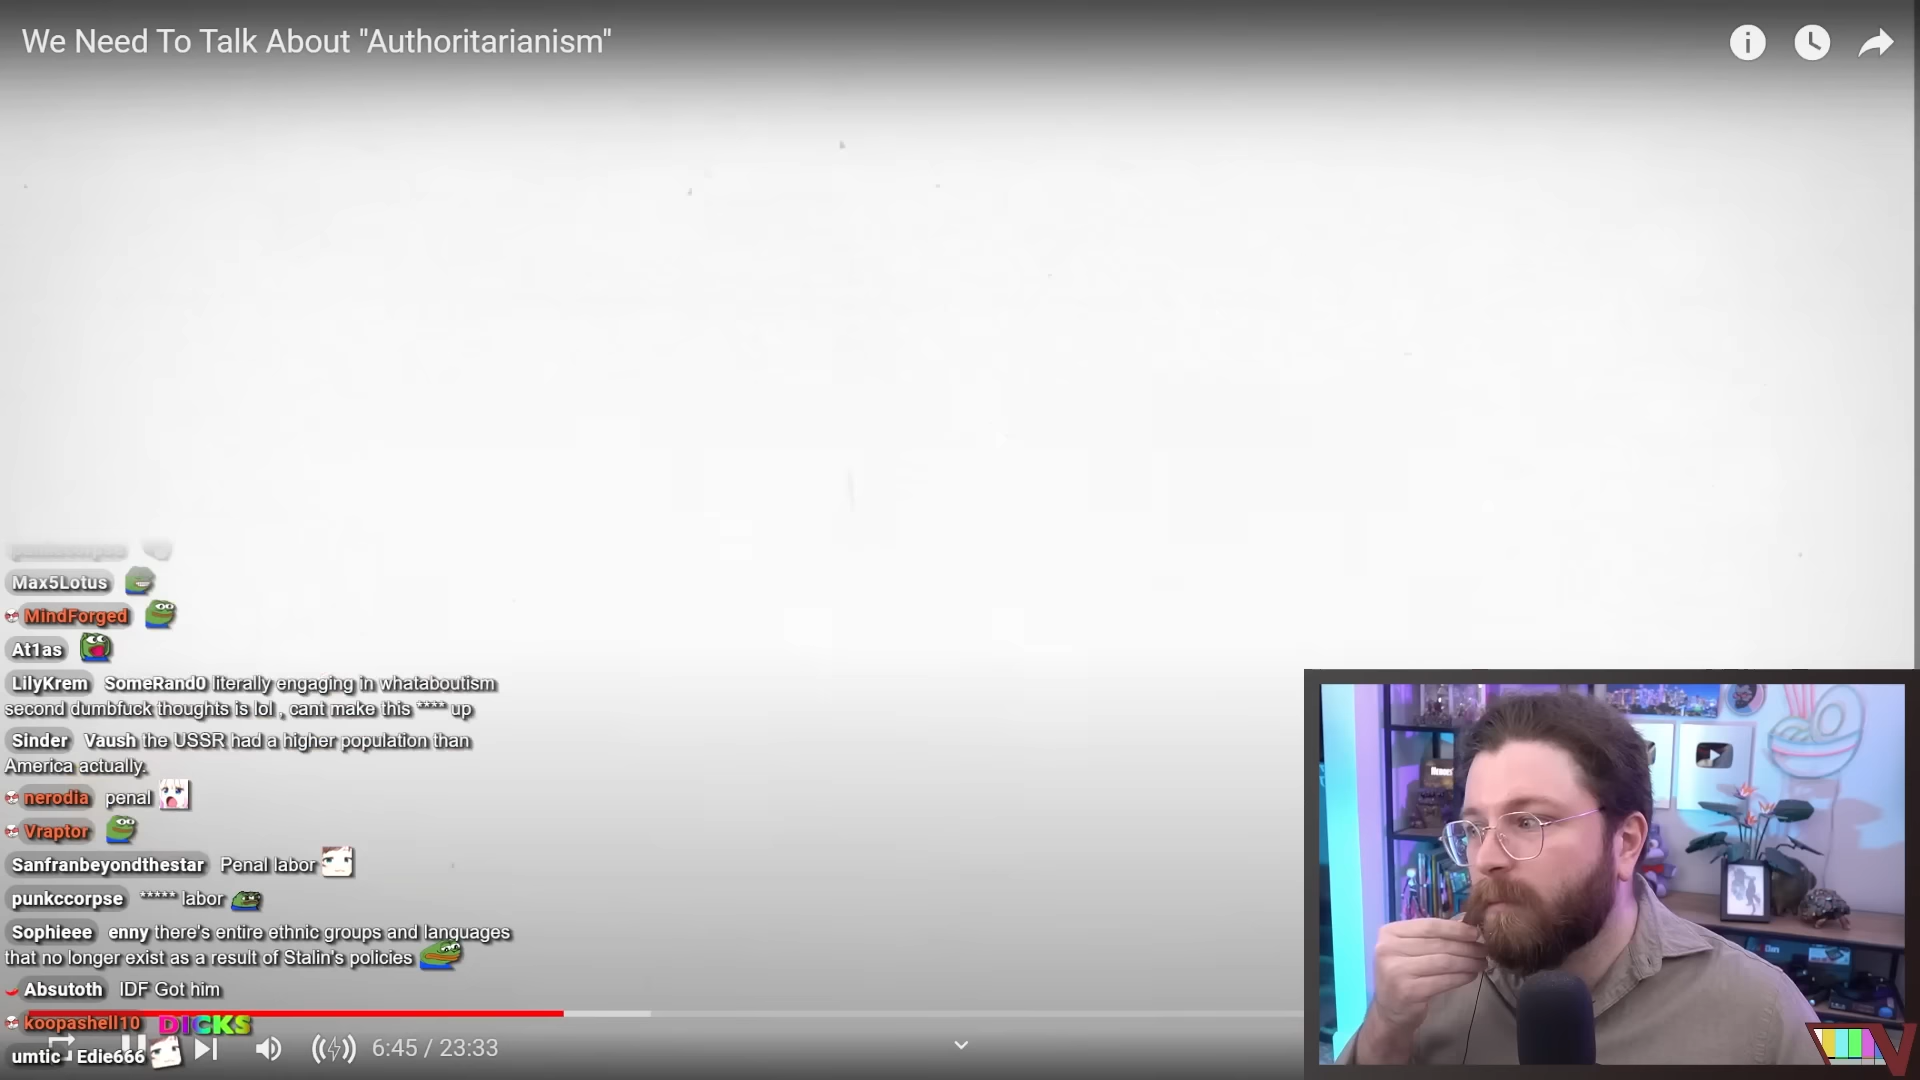 We Need To Talk About "Authoritarianism"
Max5Lotus
MindForged
At1as
LilyKrem SomeRand0 literally engaging in whataboutism
second dumbfuck thoughts is lol , cant make this **** up
Sinder Vaush the USSR had a higher population than
America actually.
nerodia penal
Vraptor
Sanfranbeyondthestar Penal labor
punkccorpse ***** labor
Sophieee enny there's entire ethnic groups and languages
that no longer exist as a result of Stalin's policies
Absutoth IDF Got him
koopashell10 DICKS
umtic Edie666
6:45 / 23:33